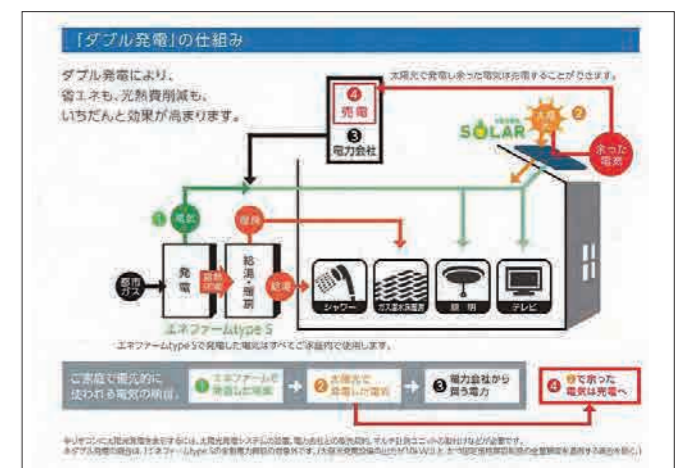 「ダブル発電」の仕組み
ダブル発電により、
省エネも、光熱費削減も、
いちだんと効果が高まります。
太陽光で発電し余った電気は売電することができます。
❹
売電
❸
電力会社
SOLAR
太陽
❷
余った
電気
❶
電気
都市
ガス
発電
給湯・暖房
給湯
シャワー
ガス温水床暖房
照明
テレビ
エネファームtype S
エネファームtype Sで発電した電気はすべてご家庭内で使用します。
ご家庭で優先的に
使われる電気の順番。
❶ エネファームで
発電した電気
❷ 太陽光で
発電した電気
❸ 電力会社から
買う電力
❹ ❷で余った
電気は売電へ